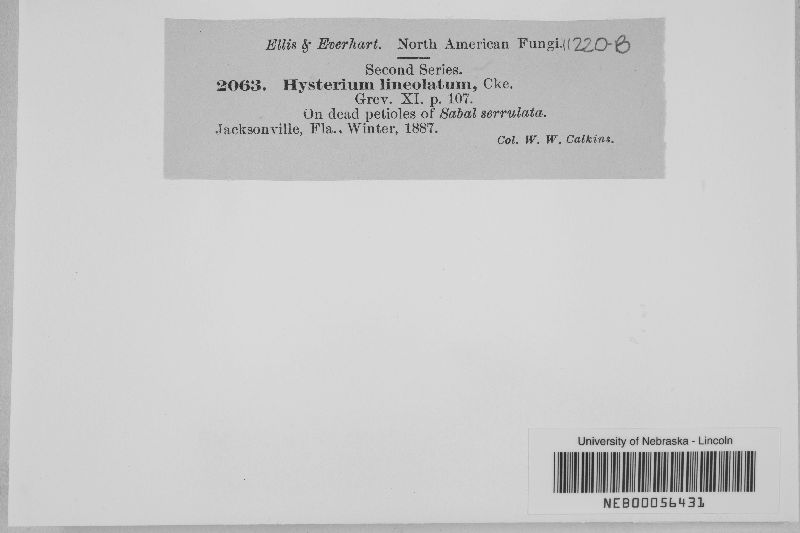 Ellis & Everhart. North American Fungi. 11220-B
Second Series.
2063. Hysterium lineolatum, Cke.
Grev. XI. p. 107.
On dead petioles of Sabal serrulata.
Jacksonville, Fla., Winter, 1887.
Col. W. W. Calkins.
University of Nebraska - Lincoln
NEB00056431